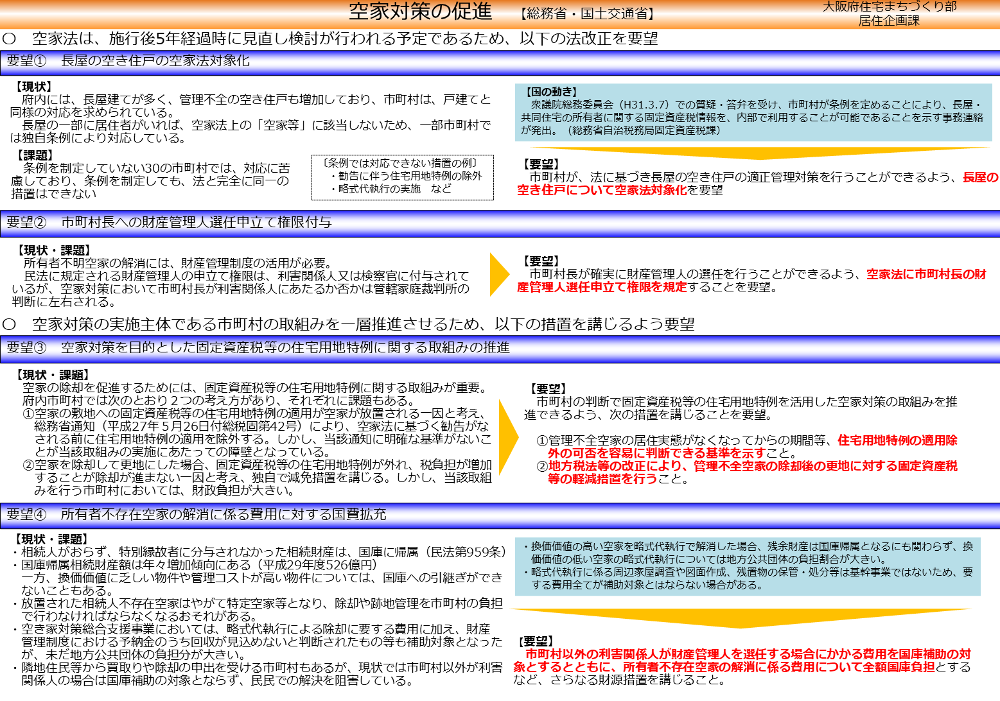 空家対策の促進 【総務省・国土交通省】
大阪府住宅まちづくり部
居住企画課
〇 空家法は、施行後5年経過時に見直し検討が行われる予定であるため、以下の法改正を要望
要望① 長屋の空き住戸の空家法対象化
【現状】
府内には、長屋建てが多く、管理不全の空き住戸も増加しており、市町村は、戸建てと
同様の対応を求められている。
長屋の一部に居住者がいれば、空家法上の「空家等」に該当しないため、一部市町村で
は独自条例により対応している。
【課題】
条例を制定していない30の市町村では、対応に苦
慮しており、条例を制定しても、法と完全に同一の
措置はできない
〔条例では対応できない措置の例〕
・勧告に伴う住宅用地特例の除外
・略式代執行の実施 など
【国の動き】
衆議院総務委員会（H31.3.7）での質疑・答弁を受け、市町村が条例を定めることにより、長屋・
共同住宅の所有者に関する固定資産税情報を、内部で利用することが可能であることを示す事務連絡
が発出。（総務省自治税務局固定資産税課）
【要望】
市町村が、法に基づき長屋の空き住戸の適正管理対策を行うことができるよう、長屋の
空き住戸について空家法対象化を要望
要望② 市町村長への財産管理人選任申立て権限付与
【現状・課題】
所有者不明空家の解消には、財産管理制度の活用が必要。
民法に規定される財産管理人の申立て権限は、利害関係人又は検察官に付与されて
いるが、空家対策において市町村長が利害関係人にあたるか否かは管轄家庭裁判所の
判断に左右される。
【要望】
市町村長が確実に財産管理人の選任を行うことができるよう、空家法に市町村長の財
産管理人選任申立て権限を規定することを要望。
〇 空家対策の実施主体である市町村の取組みを一層推進させるため、以下の措置を講じるよう要望
要望③ 空家対策を目的とした固定資産税等の住宅用地特例に関する取組みの推進
【現状・課題】
空家の除却を促進するためには、固定資産税等の住宅用地特例に関する取組みが重要。
府内市町村では次のとおり２つの考え方があり、それぞれに課題もある。
①空家の敷地への固定資産税等の住宅用地特例の適用が空家が放置される一因と考え、
総務省通知（平成27年５月26日付総税固第42号）により、空家法に基づく勧告がな
される前に住宅用地特例の適用を除外する。しかし、当該通知に明確な基準がないこ
とが当該取組みの実施にあたっての障壁となっている。
②空家を除却して更地にした場合、固定資産税等の住宅用地特例が外れ、税負担が増加
することが除却が進まない一因と考え、独自で減免措置を講じる。しかし、当該取組
みを行う市町村においては、財政負担が大きい。
【要望】
市町村の判断で固定資産税等の住宅用地特例を活用した空家対策の取組みを推
進できるよう、次の措置を講じることを要望。
①管理不全空家の居住実態がなくなってからの期間等、住宅用地特例の適用除
外の可否を容易に判断できる基準を示すこと。
②地方税法等の改正により、管理不全空家の除却後の更地に対する固定資産税
等の軽減措置を行うこと。
要望④ 所有者不存在空家の解消に係る費用に対する国費拡充
【現状・課題】
・相続人がおらず、特別縁故者に分与されなかった相続財産は、国庫に帰属（民法第959条）
・国庫帰属相続財産額は年々増加傾向にある（平成29年度526億円）
一方、換価価値に乏しい物件や管理コストが高い物件については、国庫への引継ぎができ
ないこともある。
・放置された相続人不存在空家はやがて特定空家等となり、除却や跡地管理を市町村の負担
で行わなければならなくなるおそれがある。
・空き家対策総合支援事業においては、略式代執行による除却に要する費用に加え、財産
管理制度における予納金のうち回収が見込めないと判断されたもの等も補助対象となった
が、未だ地方公共団体の負担分が大きい。
・隣地住民等から買取りや除却の申出を受ける市町村もあるが、現状では市町村以外が利害
関係人の場合は国庫補助の対象とならず、民民での解決を阻害している。
・換価価値の高い空家を略式代執行で解消した場合、残余財産は国庫帰属となるにも関わらず、換
価価値の低い空家の略式代執行については地方公共団体の負担割合が大きい。
・略式代執行に係る周辺家屋調査や図面作成、残置物の保管・処分等は基幹事業ではないため、要
する費用全てが補助対象とはならない場合がある。
【要望】
市町村以外の利害関係人が財産管理人を選任する場合にかかる費用を国庫補助の対
象とするとともに、所有者不存在空家の解消に係る費用について全額国庫負担とする
など、さらなる財源措置を講じること。